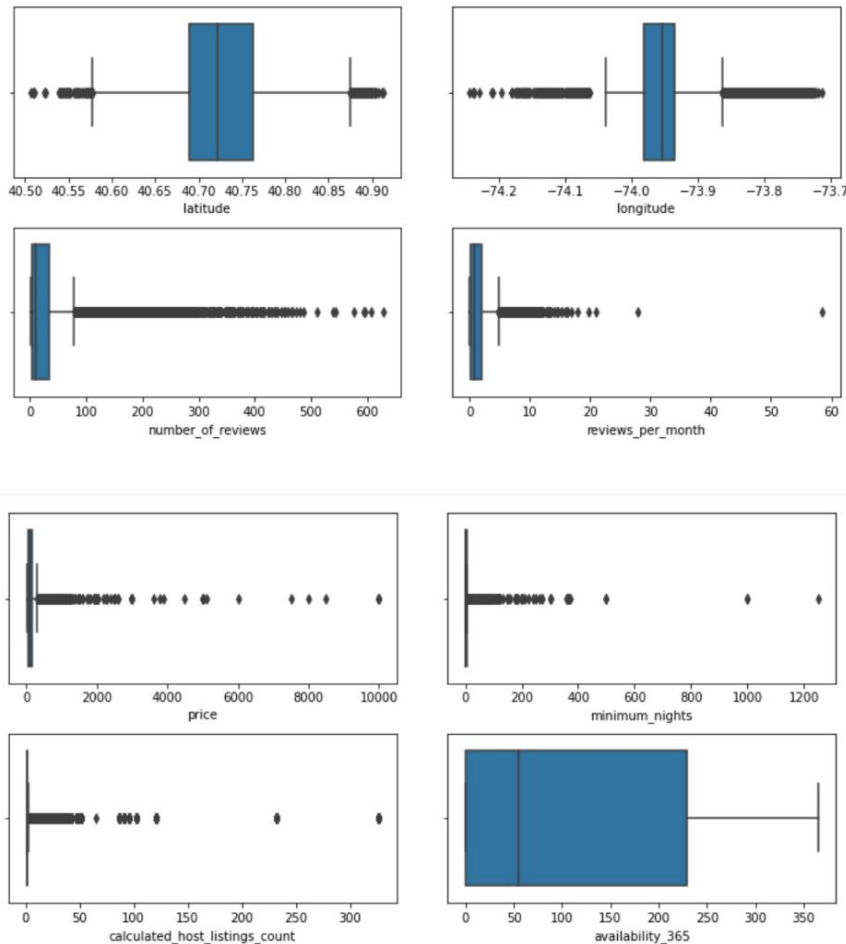 40.50 40.55 40.60 40.65 40.70 40.75 40.80 40.85 40.90
latitude
−74.2 −74.1 −74.0 −73.9 −73.8 −73.7
longitude
0 100 200 300 400 500 600
number_of_reviews
0 10 20 30 40 50 60
reviews_per_month
0 2000 4000 6000 8000 10000
price
0 200 400 600 800 1000 1200
minimum_nights
0 50 100 150 200 250 300
calculated_host_listings_count
0 50 100 150 200 250 300 350
availability_365